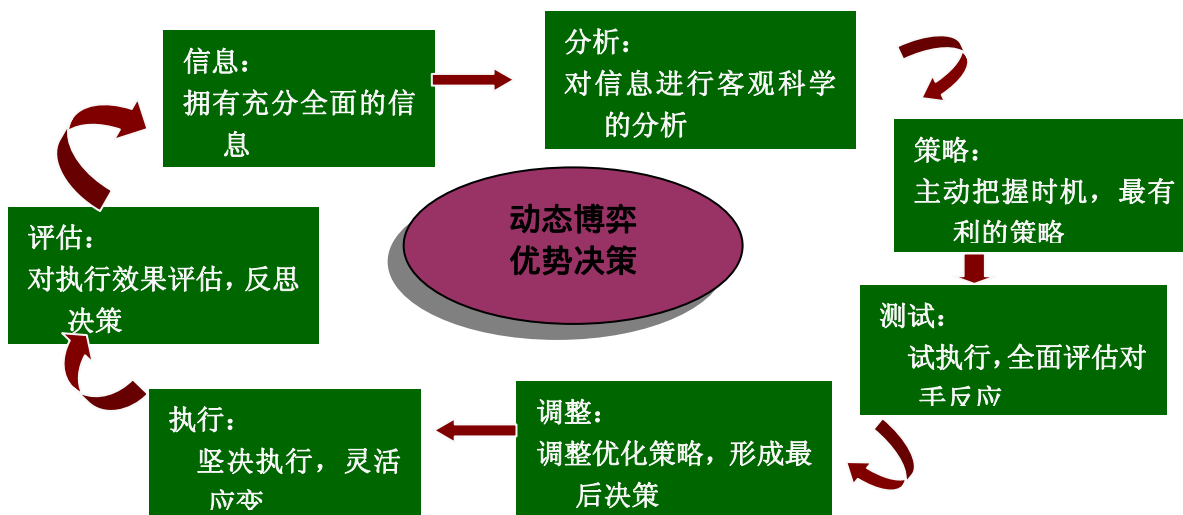 信息：
拥有充分全面的信
息
分析：
对信息进行客观科学
的分析
策略：
主动把握时机，最有
利的策略
动态博弈
优势决策
评估：
对执行效果评估，反思
决策
测试：
试执行，全面评估对
手反应
调整：
调整优化策略，形成最
后决策
执行：
坚决执行，灵活
应变